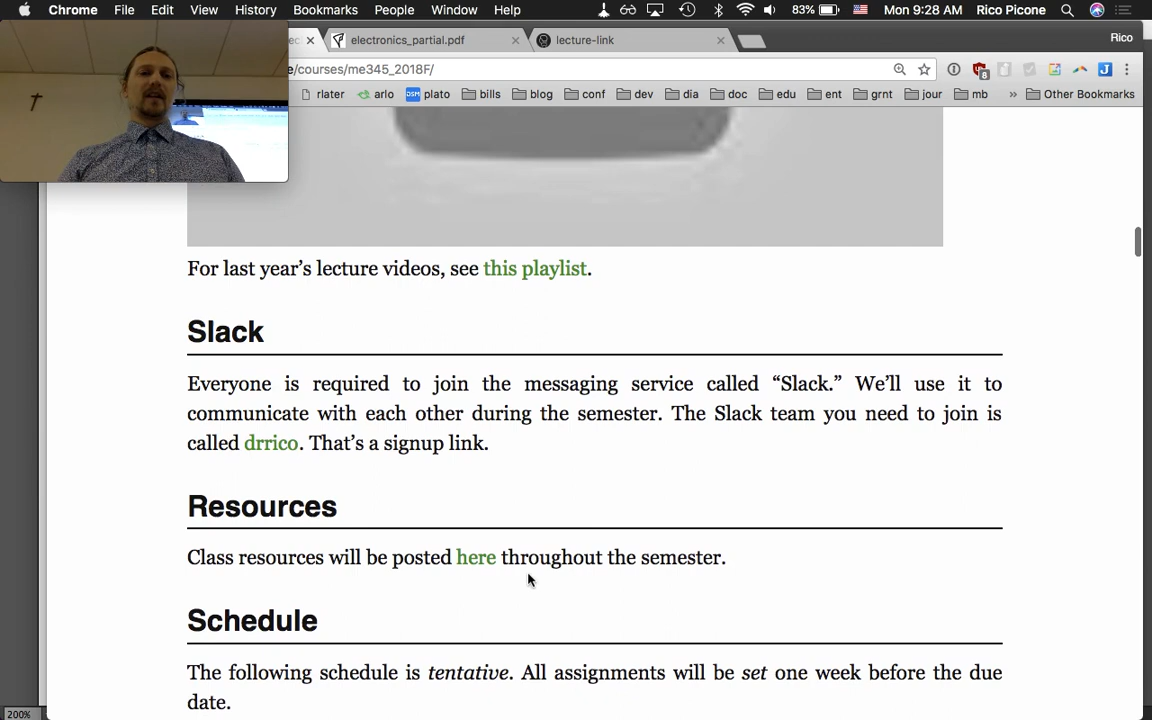 Chrome File Edit View History Bookmarks People Window Help 83% Mon 9:28 AM Rico Picone
electronics_partial.pdf lecture-link Rico
e/courses/me345_2018F/ 8
rlater arlo DSM plato bills blog conf dev dia doc edu ent grnt jour mb » Other Bookmarks
For last year’s lecture videos, see this playlist.
Slack
Everyone is required to join the messaging service called “Slack.” We’ll use it to
communicate with each other during the semester. The Slack team you need to join is
called drrico. That’s a signup link.
Resources
Class resources will be posted here throughout the semester.
Schedule
The following schedule is tentative. All assignments will be set one week before the due
date.
200%